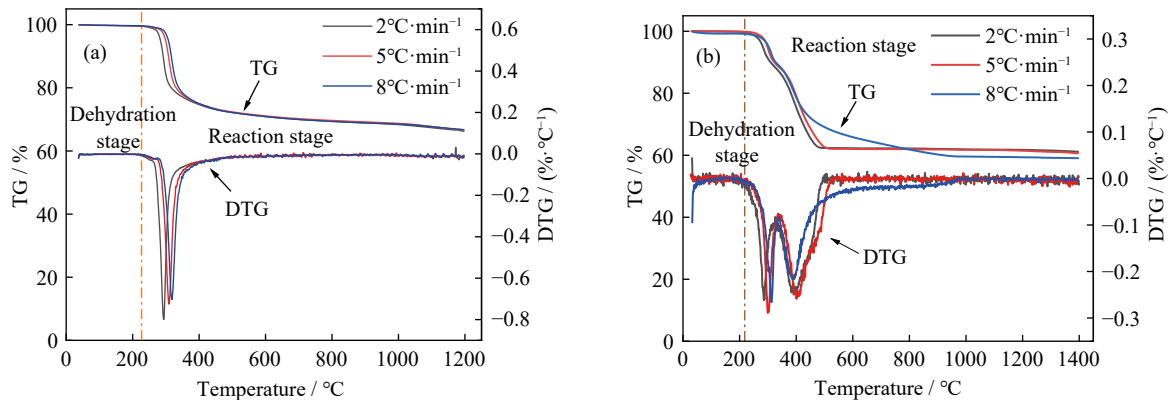 (a)
2℃·min⁻¹
5℃·min⁻¹
8℃·min⁻¹
TG
Dehydration
stage
Reaction stage
DTG
TG / %
100
80
60
40
20
0
DTG / (%·℃⁻¹)
0.6
0.4
0.2
0.0
−0.2
−0.4
−0.6
−0.8
0
200
400
600
800
1000
1200
Temperature / ℃
(b)
Reaction stage
2℃·min⁻¹
5℃·min⁻¹
8℃·min⁻¹
TG
Dehydration
stage
DTG
TG / %
100
80
60
40
20
0
DTG / (%·℃⁻¹)
0.3
0.2
0.1
0.0
−0.1
−0.2
−0.3
0
200
400
600
800
1000
1200
1400
Temperature / ℃